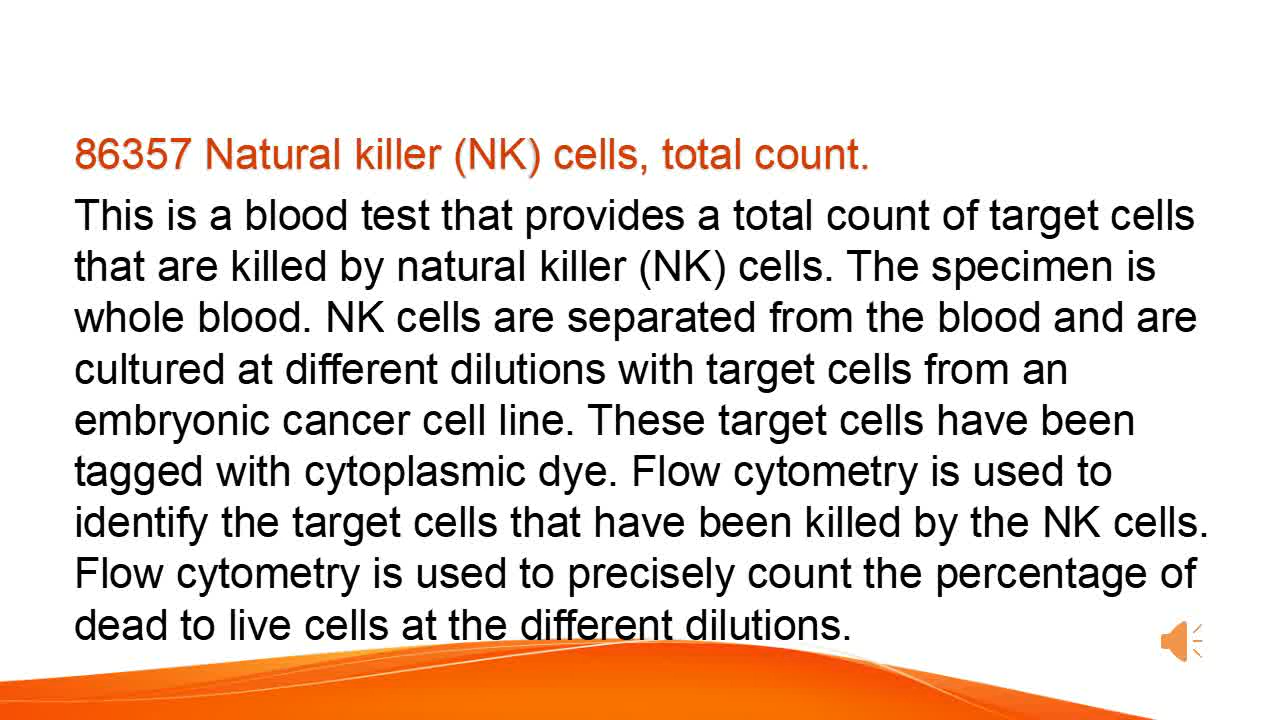 86357 Natural killer (NK) cells, total count.
This is a blood test that provides a total count of target cells
that are killed by natural killer (NK) cells. The specimen is
whole blood. NK cells are separated from the blood and are
cultured at different dilutions with target cells from an
embryonic cancer cell line. These target cells have been
tagged with cytoplasmic dye. Flow cytometry is used to
identify the target cells that have been killed by the NK cells.
Flow cytometry is used to precisely count the percentage of
dead to live cells at the different dilutions.